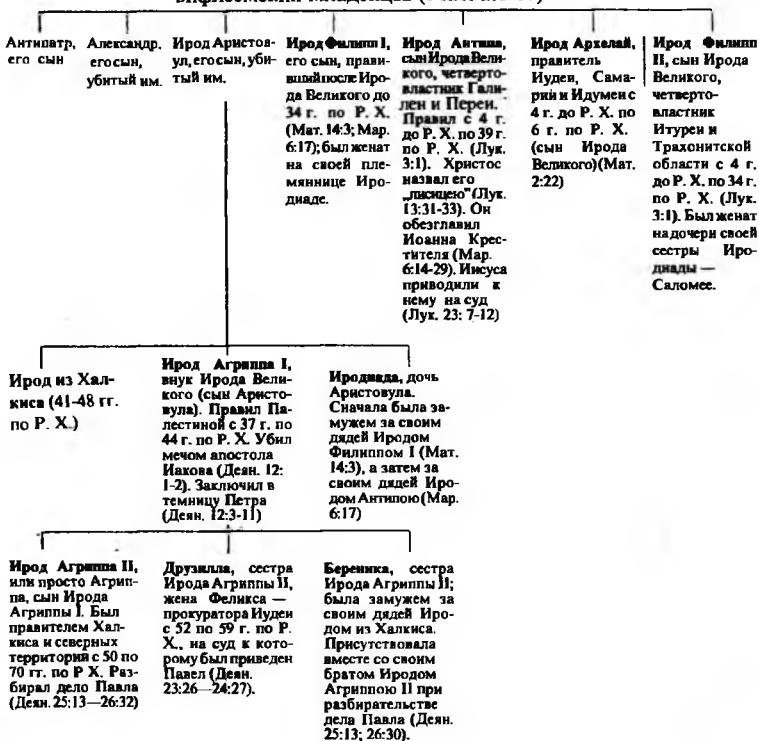 Антипатр,
его сын
Александр,
его сын,
убитый им.
Ирод Аристов-
ул, его сын, уби-
тый им.
Ирод Филипп I,
его сын, прави-
вший после Иро-
да Великого до
34 г. по Р. Х.
(Мат. 14:3; Мар.
6:17); был женат
на своей пле-
мяннице Иро-
диаде.
Ирод Антипа,
сын Ирода Вели-
кого, четверто-
властник Гали-
леи и Переи.
Правил с 4 г.
до Р. Х. по 39 г.
по Р. Х. (Лук.
3:1). Христос
назвал его
„лисицею" (Лук.
13:31-33). Он
обезглавил
Иоанна Крес-
тителя (Мар.
6:14-29). Иисуса
приводили к
нему на суд
(Лук. 23: 7-12)
Ирод Архелай,
правитель
Иудеи, Сама-
рии и Идумеи с
4 г. до Р. Х. по
6 г. по Р. Х.
(сын Ирода
Великого)(Мат.
2:22)
Ирод Филипп
II, сын Ирода
Великого,
четверто-
властник
Итуреи и
Трахонитской
области с 4 г.
до Р. Х. по 34 г.
по Р. Х. (Лук.
3:1). Был женат
на дочери своей
сестры Иро-
диады —
Саломее.
Ирод из Хал-
киса (41-48 гг.
по Р. Х.)
Ирод Агриппа I,
внук Ирода Вели-
кого (сын Аристо-
вула). Правил Па-
лестиной с 37 г. по
44 г. по Р. Х. Убил
мечом апостола
Иакова (Деян. 12:
1-2). Заключил в
темницу Петра
(Деян. 12:3-11)
Иродиада, дочь
Аристовула.
Сначала была за-
мужем за своим
дядей Иродом
Филиппом I (Мат.
14:3), а затем за
своим дядей Иро-
дом Антипою (Мар.
6:17)
Ирод Агриппа II,
или просто Агрип-
па, сын Ирода
Агриппы I. Был
правителем Хал-
киса и северных
территорий с 50 по
70 гг. по Р. Х. Раз-
бирал дело Павла
(Деян. 25:13—26:32)
Друзилла, сестра
Ирода Агриппы II,
жена Феликса —
прокуратора Иудеи
с 52 по 59 г. по Р.
Х., на суд к кото-
рому был приведен
Павел (Деян.
23:26—24:27).
Береника, сестра
Ирода Агриппы II;
была замужем за
своим дядей Иро-
дом из Халкиса.
Присутствовала
вместе со своим
братом Иродом
Агриппою II при
разбирательстве
дела Павла (Деян.
25:13; 26:30).